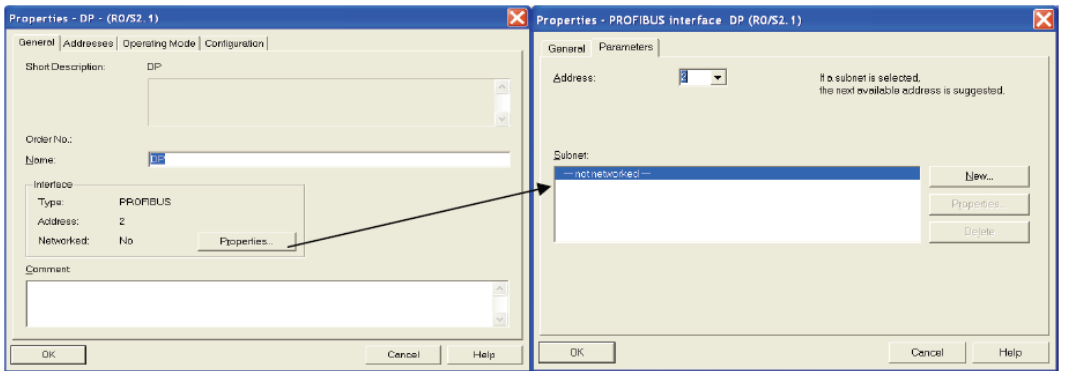 Properties - DP - (R0/S2.1)
General Addresses Operating Mode Configuration
Short Description: DP
Order No.:
Name: DP
Interface
Type: PROFIBUS
Address: 2
Networked: No Properties...
Comment
OK Cancel Help
Properties - PROFIBUS interface DP (R0/S2.1)
General Parameters
Address: 2 If a subnet is selected,
the next available address is suggested.
Subnet:
--- not networked --- New...
Properties...
Delete
OK Cancel Help